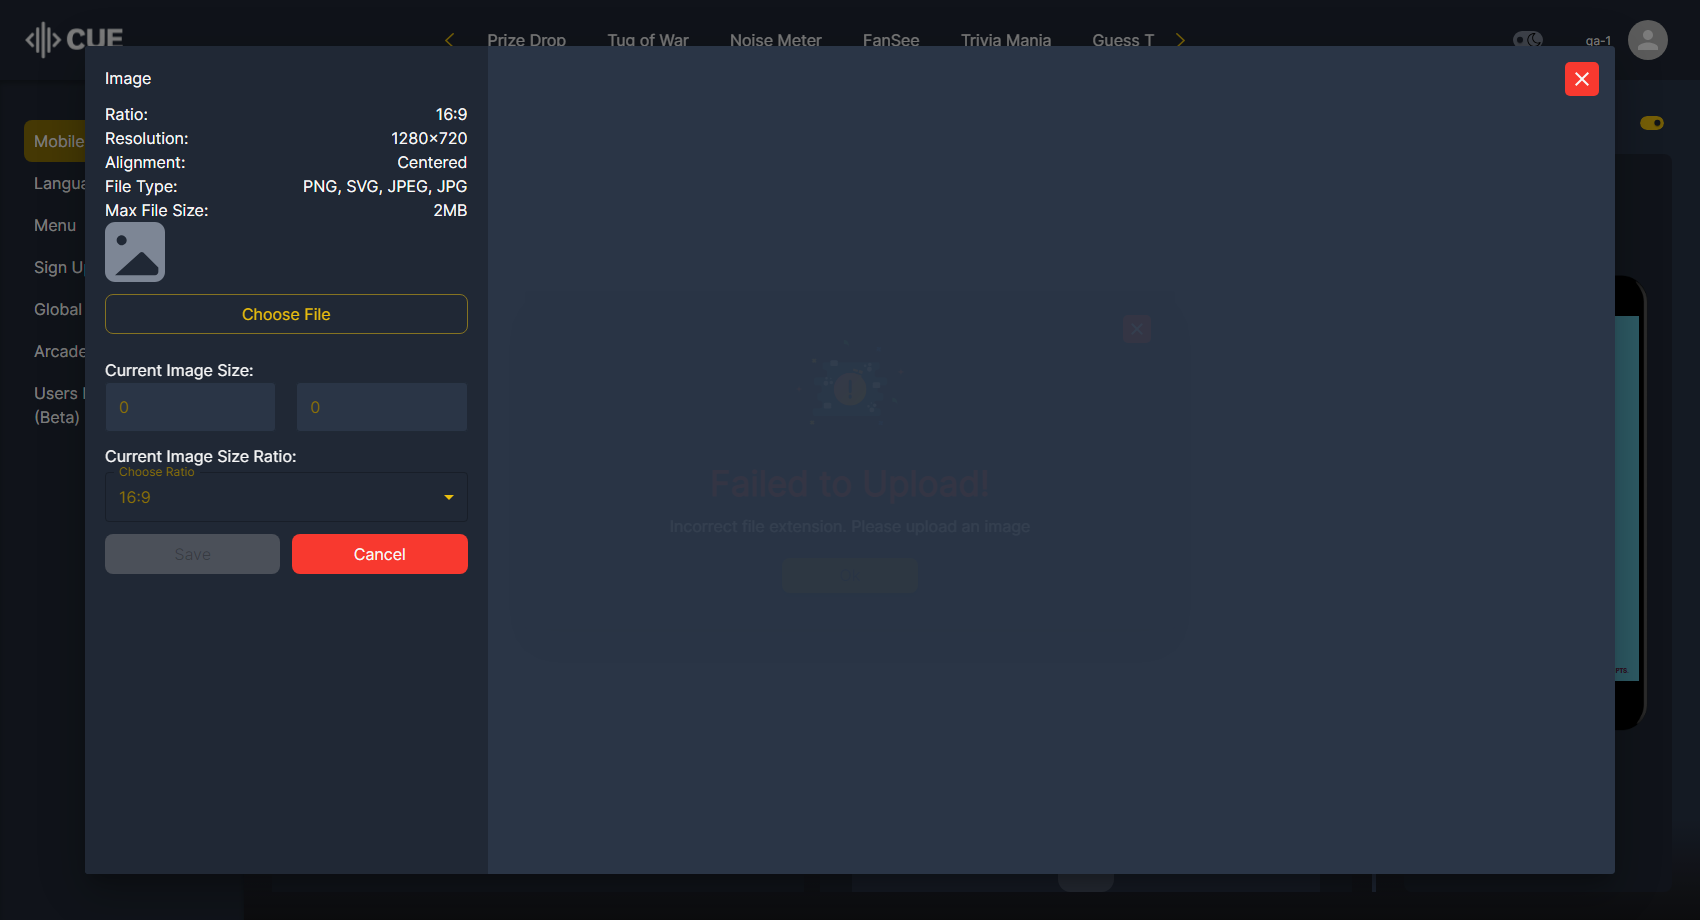 CUE
Prize Drop Tug of War Noise Meter FanSee Trivia Mania Guess T
qa-1
Mobile
Langua
Menu
Sign Up
Global
Arcade
Users
(Beta)
Image
Ratio: 16:9
Resolution: 1280×720
Alignment: Centered
File Type: PNG, SVG, JPEG, JPG
Max File Size: 2MB
Choose File
Current Image Size:
0 0
Current Image Size Ratio:
Choose Ratio
16:9
Save Cancel
Failed to Upload!
Incorrect file extension. Please upload an image
PTS